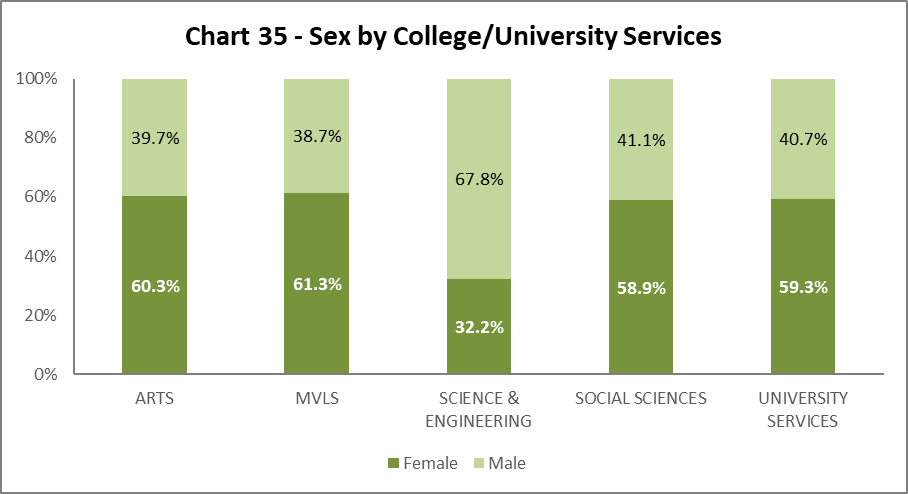 Chart 35 - Sex by College/University Services
100%
80%
60%
40%
20%
0%
39.7%
38.7%
67.8%
41.1%
40.7%
60.3%
61.3%
32.2%
58.9%
59.3%
ARTS
MVLS
SCIENCE &
ENGINEERING
SOCIAL SCIENCES
UNIVERSITY
SERVICES
Female
Male